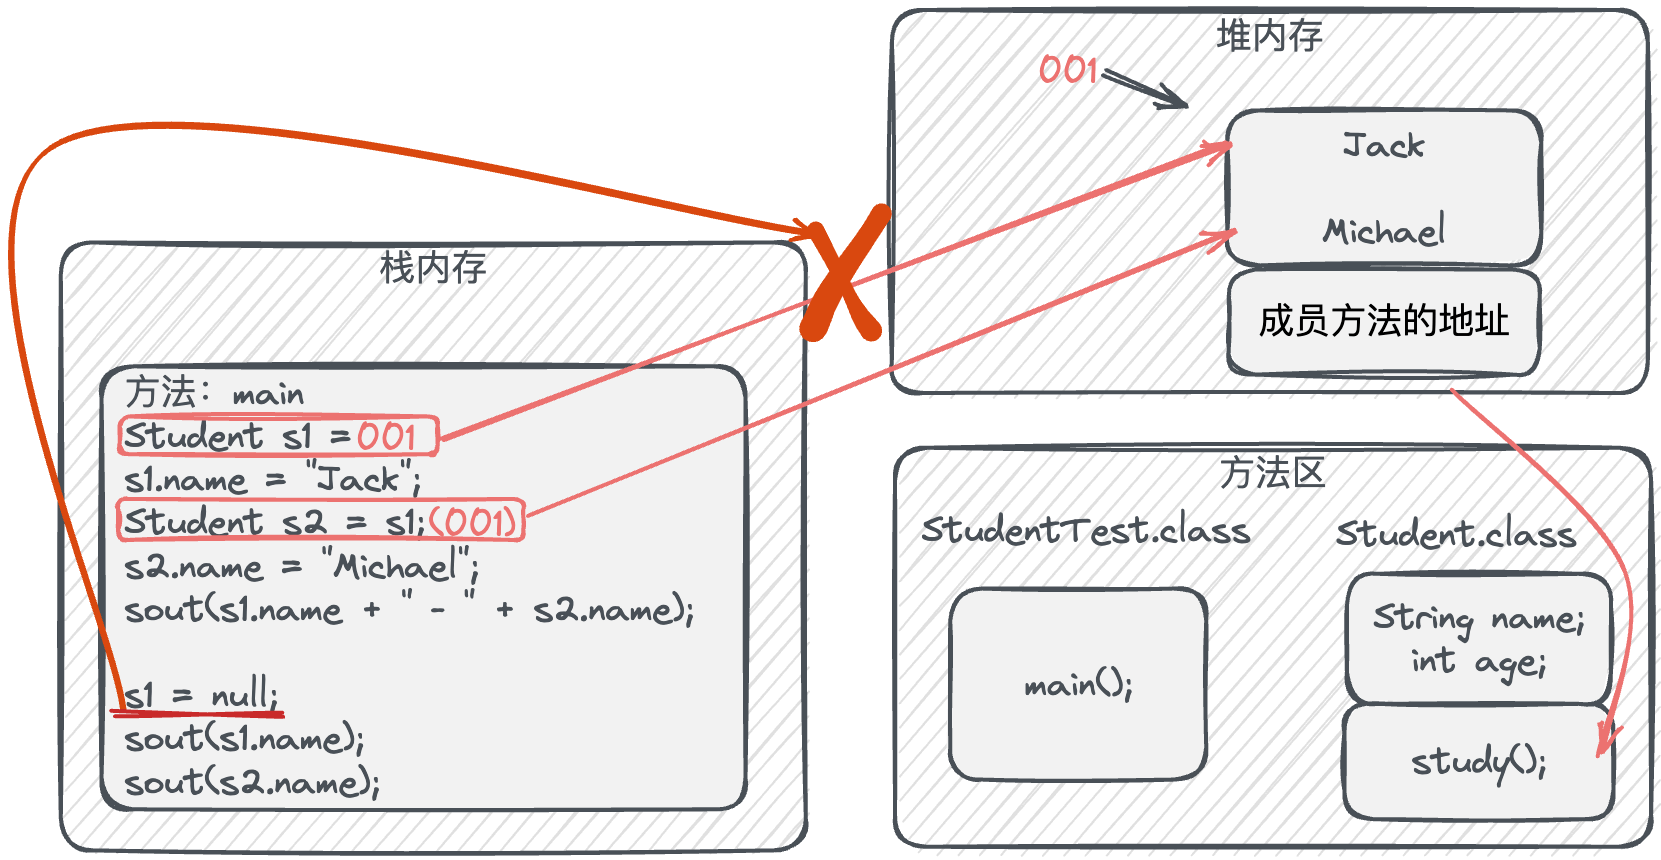 堆内存
001
Jack
Michael
成员方法的地址
栈内存
方法：main
Student s1 = 001
s1.name = "Jack";
Student s2 = s1;(001)
s2.name = "Michael";
sout(s1.name + " - " + s2.name);
s1 = null;
sout(s1.name);
sout(s2.name);
方法区
StudentTest.class
main();
Student.class
String name;
int age;
study();